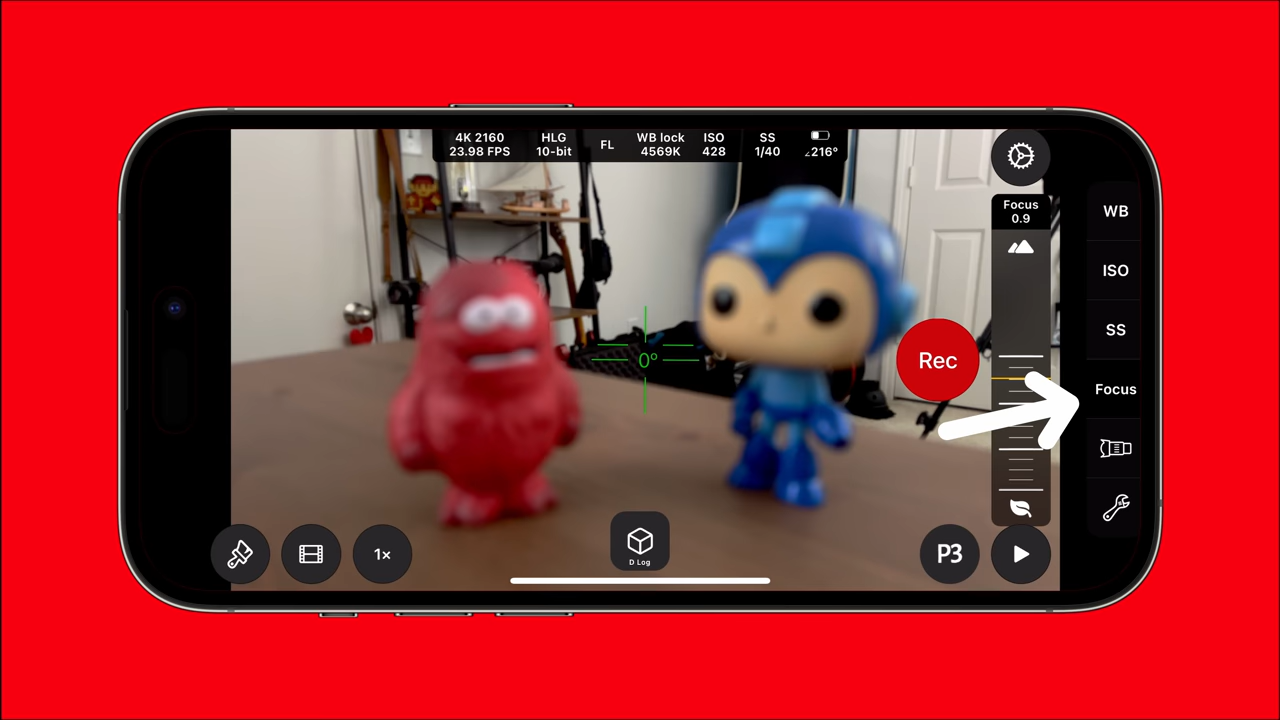 4K 2160
23.98 FPS
HLG
10-bit
FL
WB lock
4569K
ISO
428
SS
1/40
∠216°
Focus
0.9
WB
ISO
SS
Focus
0°
Rec
1×
D Log
P3